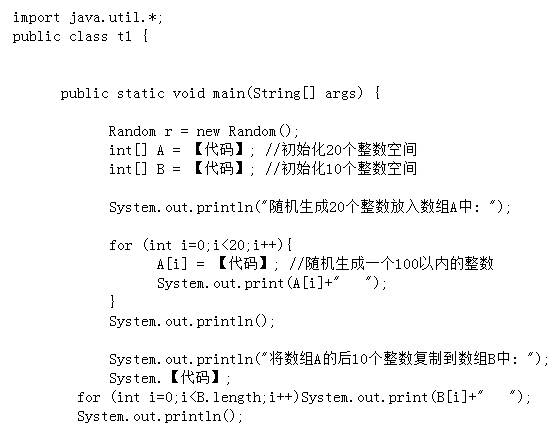 import java.util.*;
public class t1 {
public static void main(String[] args) {
Random r = new Random();
int[] A = 【代码】; //初始化20个整数空间
int[] B = 【代码】; //初始化10个整数空间
System.out.println("随机生成20个整数放入数组A中：");
for (int i=0;i<20;i++){
A[i] = 【代码】; //随机生成一个100以内的整数
System.out.print(A[i]+"   ");
}
System.out.println();
System.out.println("将数组A的后10个整数复制到数组B中：");
System.【代码】;
for (int i=0;i<B.length;i++)System.out.print(B[i]+"   ");
System.out.println();